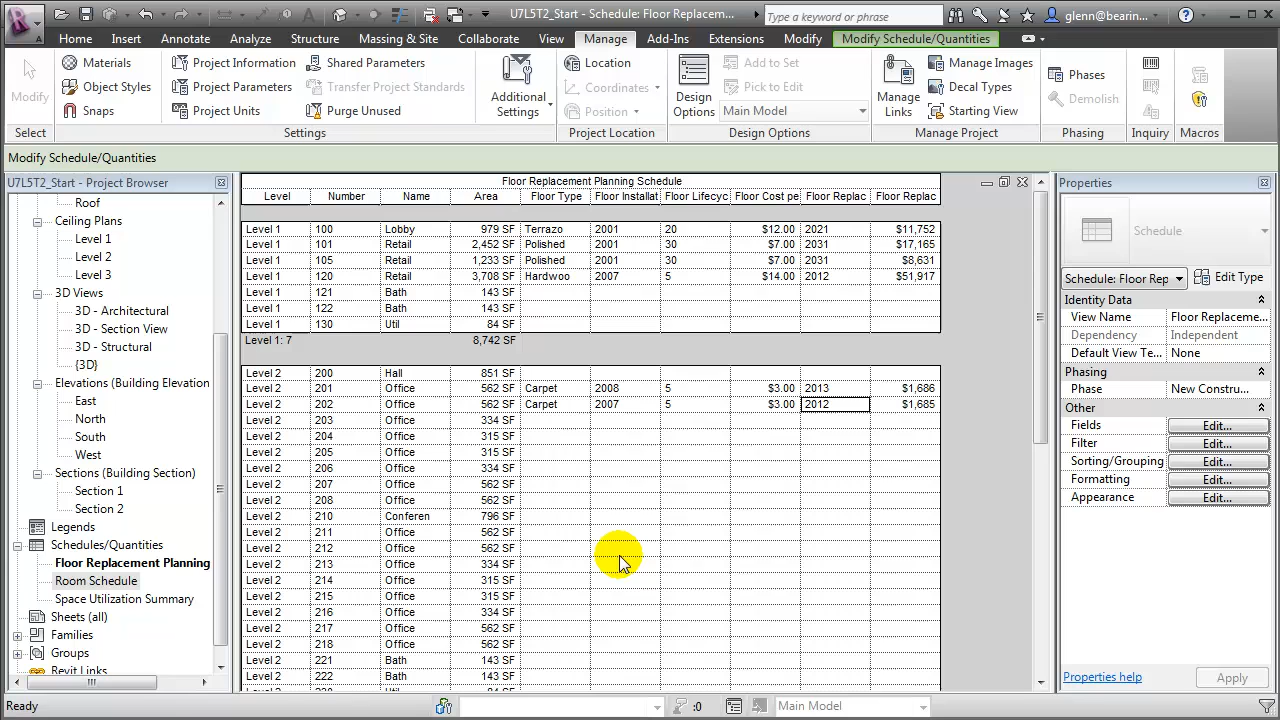 U7L5T2_Start - Schedule: Floor Replacem... Type a keyword or phrase glenn@bearin...
Home Insert Annotate Analyze Structure Massing & Site Collaborate View Manage Add-Ins Extensions Modify Modify Schedule/Quantities
Materials Project Information Shared Parameters Location Add to Set Manage Images
Object Styles Project Parameters Transfer Project Standards Coordinates Pick to Edit Decal Types
Snaps Project Units Purge Unused Position Main Model Starting View
Modify Additional Settings Design Options Manage Links Phases Demolish
Select Settings Project Location Design Options Manage Project Phasing Inquiry Macros
Modify Schedule/Quantities
U7L5T2_Start - Project Browser
Roof
Ceiling Plans
Level 1
Level 2
Level 3
3D Views
3D - Architectural
3D - Section View
3D - Structural
{3D}
Elevations (Building Elevation
East
North
South
West
Sections (Building Section)
Section 1
Section 2
Legends
Schedules/Quantities
Floor Replacement Planning
Room Schedule
Space Utilization Summary
Sheets (all)
Families
Groups
Revit Links
Floor Replacement Planning Schedule
Level Number Name Area Floor Type Floor Installat Floor Lifecyc Floor Cost pe Floor Replac Floor Replac
Level 1 100 Lobby 979 SF Terrazo 2001 20 $12.00 2021 $11,752
Level 1 101 Retail 2,452 SF Polished 2001 30 $7.00 2031 $17,165
Level 1 105 Retail 1,233 SF Polished 2001 30 $7.00 2031 $8,631
Level 1 120 Retail 3,708 SF Hardwoo 2007 5 $14.00 2012 $51,917
Level 1 121 Bath 143 SF
Level 1 122 Bath 143 SF
Level 1 130 Util 84 SF
Level 1: 7 8,742 SF
Level 2 200 Hall 851 SF
Level 2 201 Office 562 SF Carpet 2008 5 $3.00 2013 $1,686
Level 2 202 Office 562 SF Carpet 2007 5 $3.00 2012 $1,685
Level 2 203 Office 334 SF
Level 2 204 Office 315 SF
Level 2 205 Office 315 SF
Level 2 206 Office 334 SF
Level 2 207 Office 562 SF
Level 2 208 Office 562 SF
Level 2 210 Conferen 796 SF
Level 2 211 Office 562 SF
Level 2 212 Office 562 SF
Level 2 213 Office 334 SF
Level 2 214 Office 315 SF
Level 2 215 Office 315 SF
Level 2 216 Office 334 SF
Level 2 217 Office 562 SF
Level 2 218 Office 562 SF
Level 2 221 Bath 143 SF
Level 2 222 Bath 143 SF
Properties
Schedule
Schedule: Floor Rep Edit Type
Identity Data
View Name Floor Replaceme...
Dependency Independent
Default View Te... None
Phasing
Phase New Constru...
Other
Fields Edit...
Filter Edit...
Sorting/Grouping Edit...
Formatting Edit...
Appearance Edit...
Properties help Apply
Ready :0 Main Model